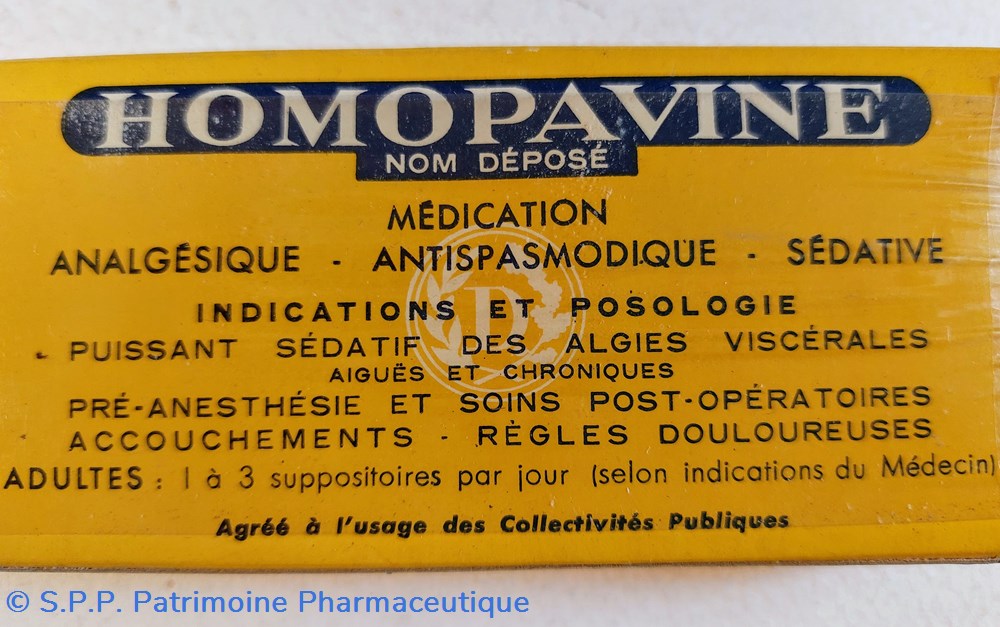 HOMOPAVINE
NOM DÉPOSÉ
MÉDICATION
ANALGÉSIQUE - ANTISPASMODIQUE - SÉDATIVE
INDICATIONS ET POSOLOGIE
- PUISSANT SÉDATIF DES ALGIES VISCÉRALES
AIGUËS ET CHRONIQUES
PRÉ-ANESTHÉSIE ET SOINS POST-OPÉRATOIRES
ACCOUCHEMENTS - RÈGLES DOULOUREUSES
ADULTES : 1 à 3 suppositoires par jour (selon indications du Médecin)
Agréé à l'usage des Collectivités Publiques
© S.P.P. Patrimoine Pharmaceutique